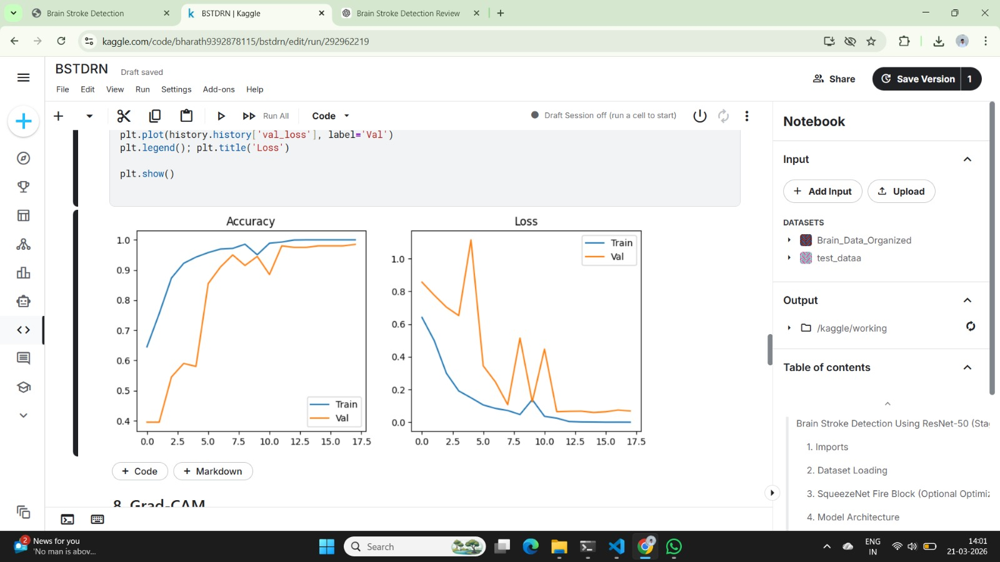 Brain Stroke Detection
BSTDRN | Kaggle
Brain Stroke Detection Review
kaggle.com/code/bharath9392878115/bstdrn/edit/run/292962219
BSTDRN
Draft saved
Share
Save Version
1
File
Edit
View
Run
Settings
Add-ons
Help
Run All
Code
Draft Session off (run a cell to start)
plt.plot(history.history['val_loss'], label='Val')
plt.legend(); plt.title('Loss')
plt.show()
Accuracy
1.0
0.9
0.8
0.7
0.6
0.5
0.4
0.0 2.5 5.0 7.5 10.0 12.5 15.0 17.5
Train
Val
Loss
1.0
0.8
0.6
0.4
0.2
0.0
0.0 2.5 5.0 7.5 10.0 12.5 15.0 17.5
Train
Val
+ Code
+ Markdown
8. Grad-CAM
Notebook
Input
+ Add Input
Upload
DATASETS
Brain_Data_Organized
test_dataa
Output
/kaggle/working
Table of contents
Brain Stroke Detection Using ResNet-50 (Sta
1. Imports
2. Dataset Loading
3. SqueezeNet Fire Block (Optional Optimiz
4. Model Architecture
2
News for you
'No man is abov...
Search
ENG
IN
14:01
21-03-2026